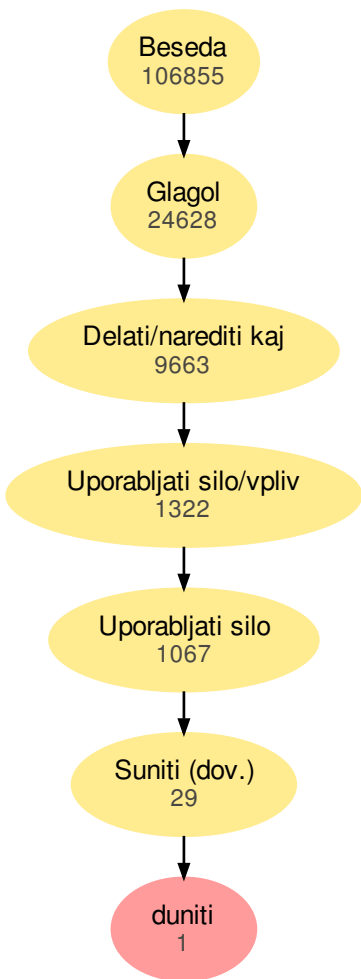 Beseda
106855
Glagol
24628
Delati/narediti kaj
9663
Uporabljati silo/vpliv
1322
Uporabljati silo
1067
Suniti (dov.)
29
duniti
1